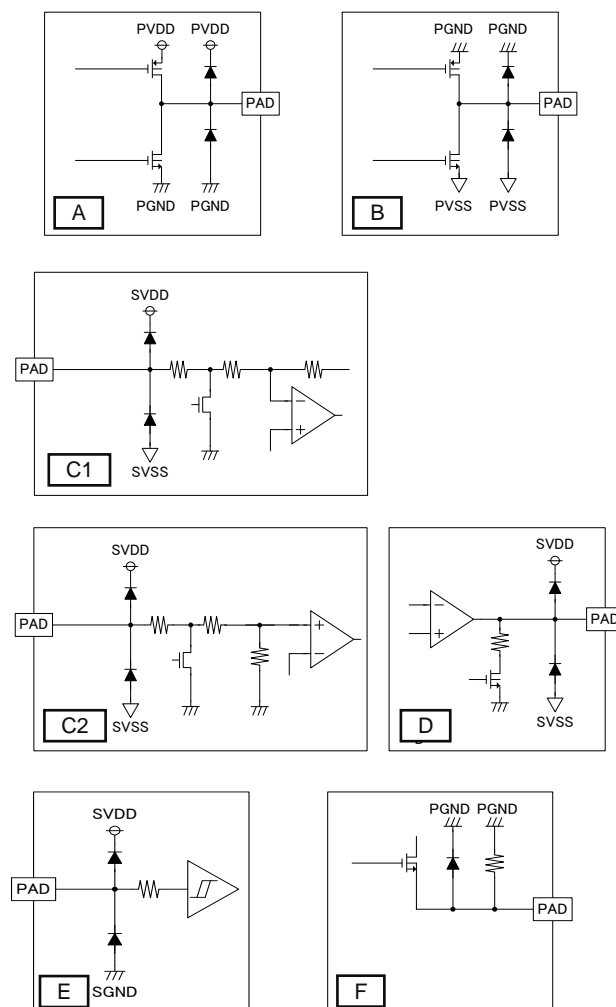 PVDD PVDD
PAD
PGND PGND
A
PGND PGND
PAD
PVSS PVSS
B
SVDD
PAD
SVSS
C1
SVDD
PAD
SVSS
C2
SVDD
PAD
SVSS
D
SVDD
PAD
SGND
E
PGND PGND
PAD
F